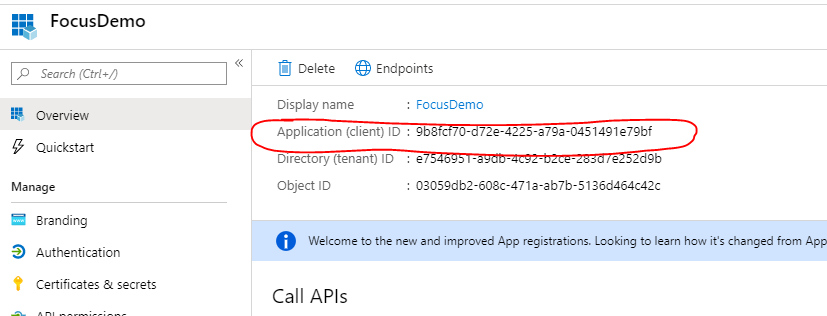 FocusDemo
Search (Ctrl+/)
«
Delete
Endpoints
Overview
Quickstart
Manage
Branding
Authentication
Certificates & secrets
API permissions
Display name : FocusDemo
Application (client) ID : 9b8fcf70-d72e-4225-a79a-0451491e79bf
Directory (tenant) ID : e7546951-a9db-4c92-b2ce-283d7e252d9b
Object ID : 03059db2-608c-471a-ab7b-5136d464c42c
Welcome to the new and improved App registrations. Looking to learn how it's changed from App
Call APIs